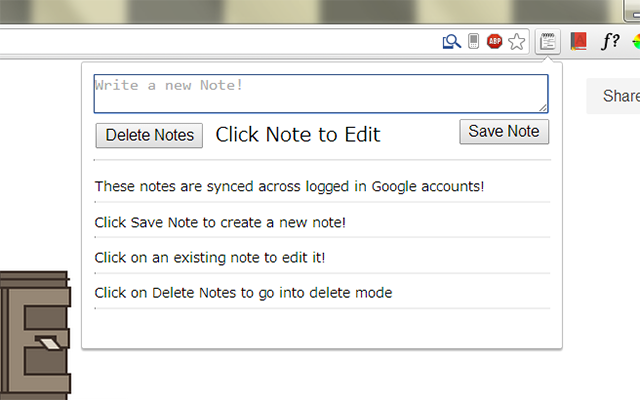 ABP
f?
Share
Write a new Note!
Delete Notes
Click Note to Edit
Save Note
These notes are synced across logged in Google accounts!
Click Save Note to create a new note!
Click on an existing note to edit it!
Click on Delete Notes to go into delete mode
E